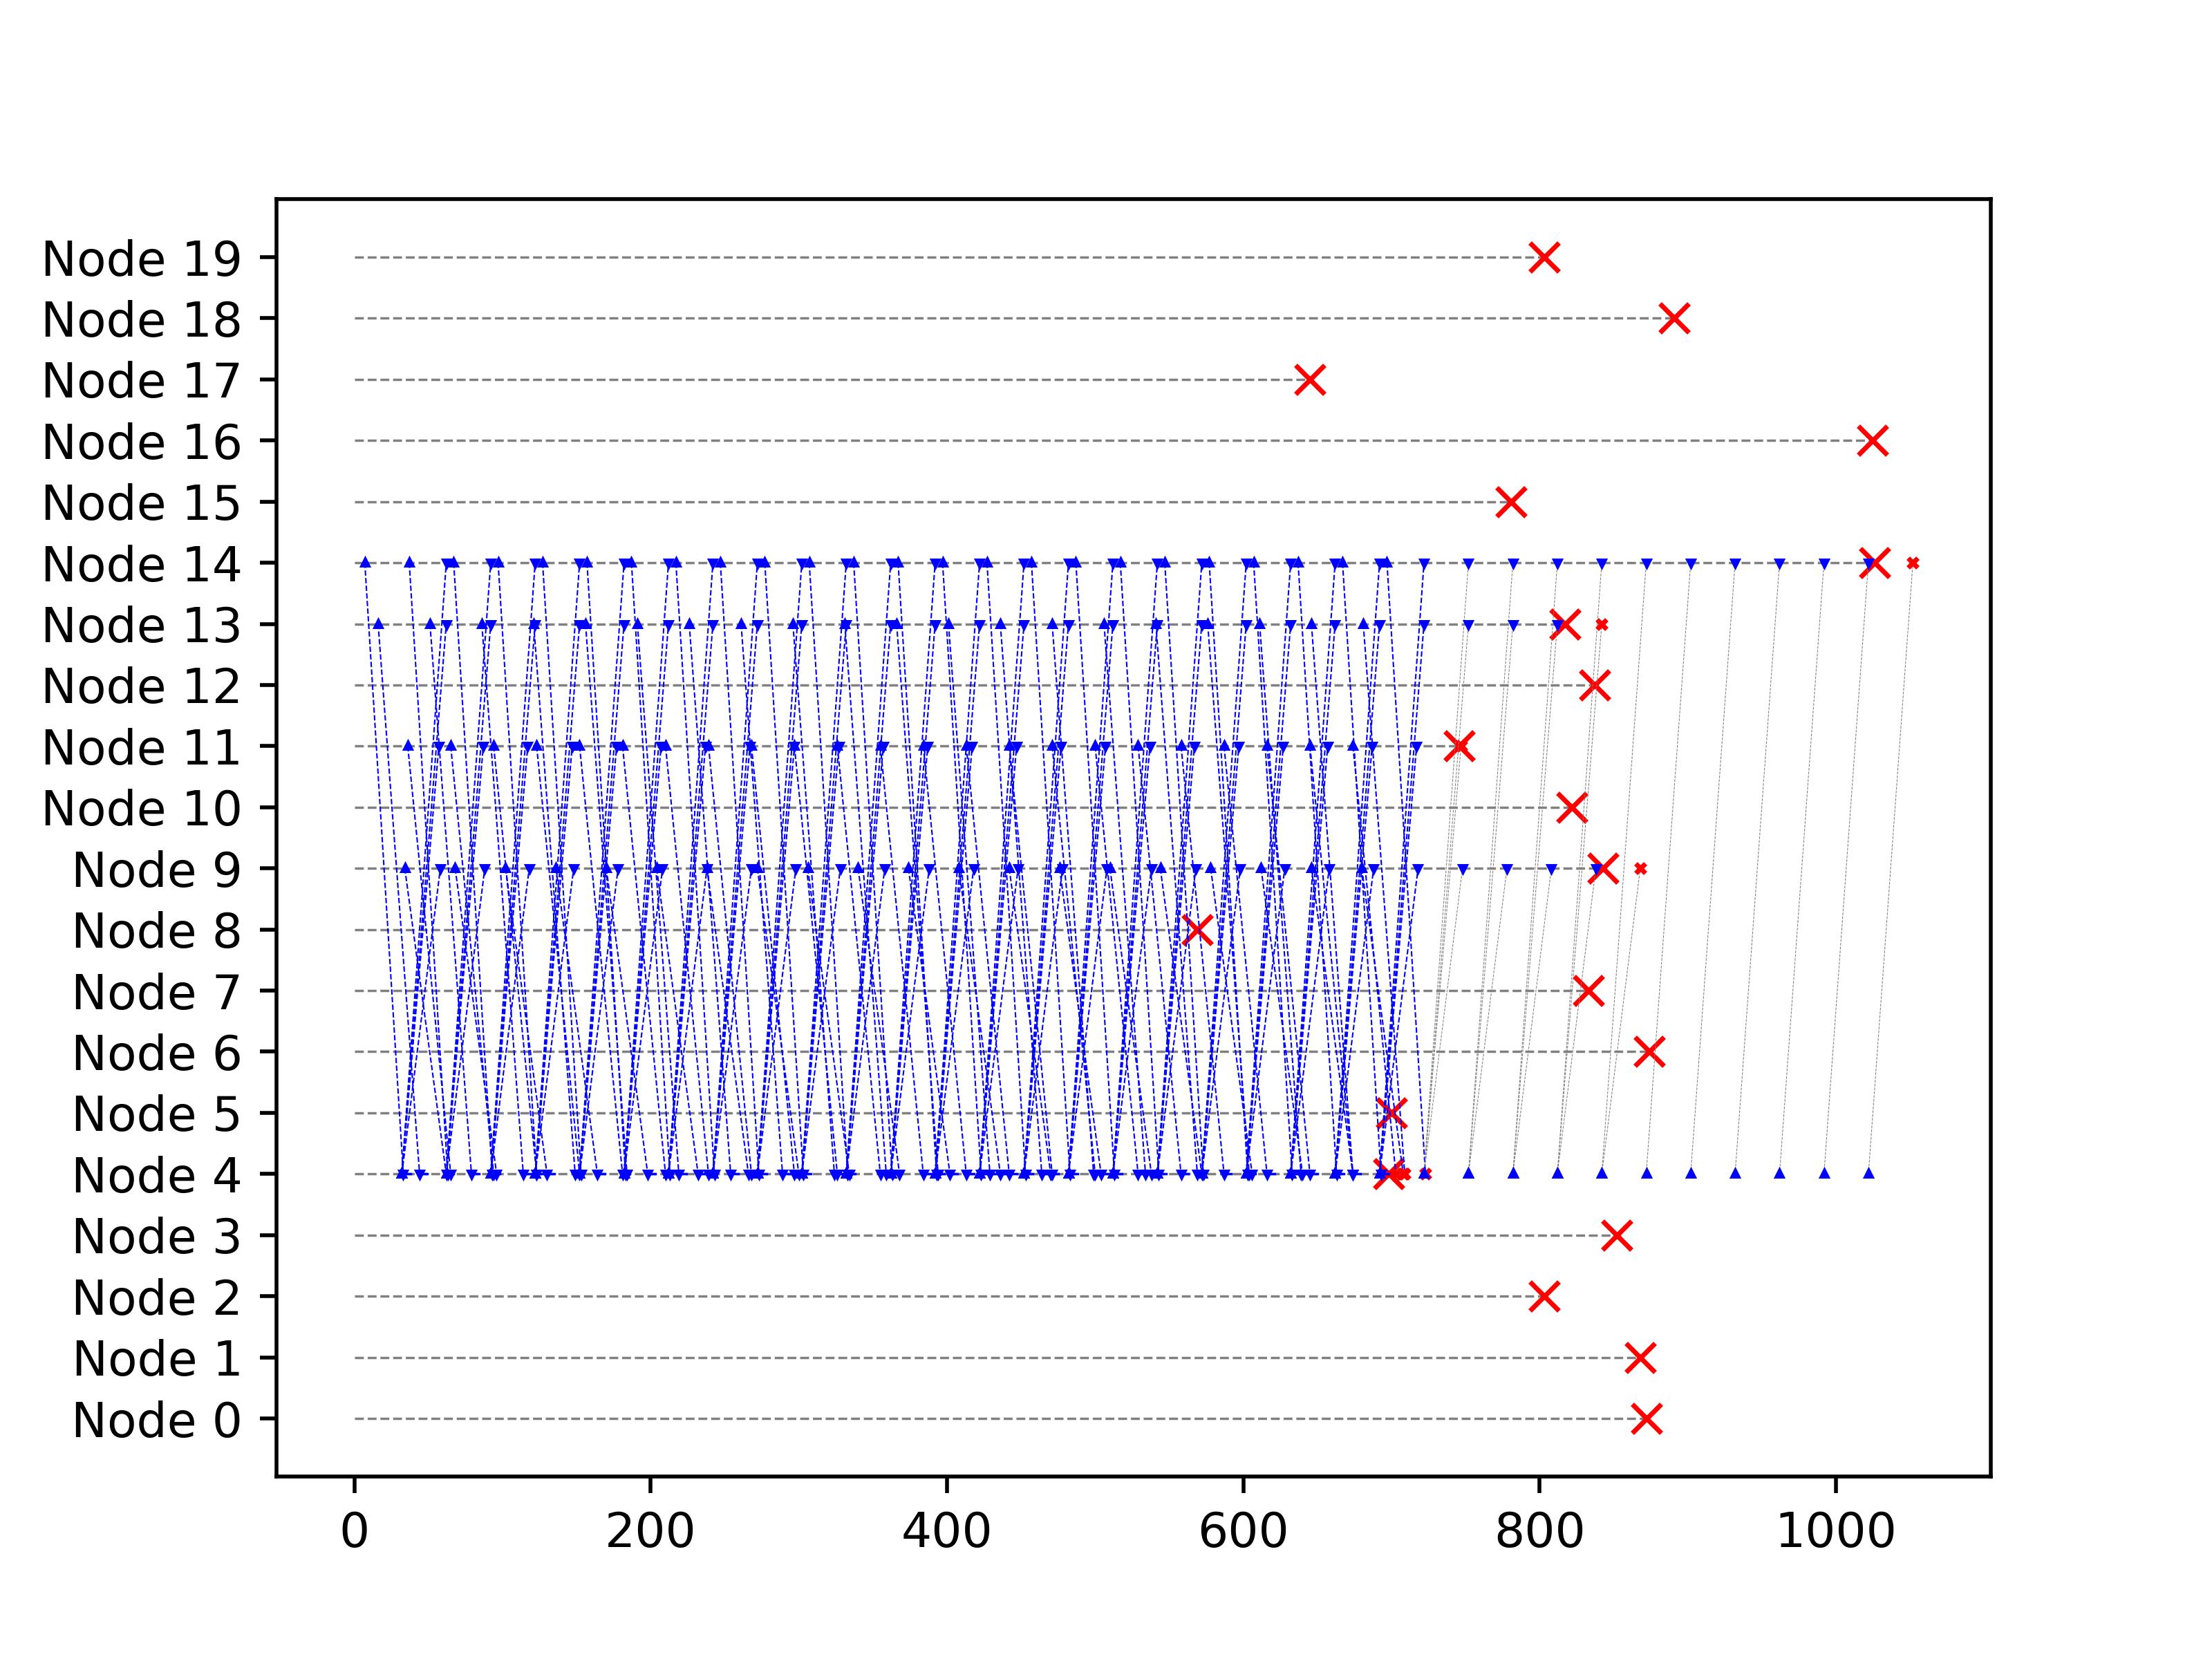 Node 19
Node 18
Node 17
Node 16
Node 15
Node 14
Node 13
Node 12
Node 11
Node 10
Node 9
Node 8
Node 7
Node 6
Node 5
Node 4
Node 3
Node 2
Node 1
Node 0
0 200 400 600 800 1000